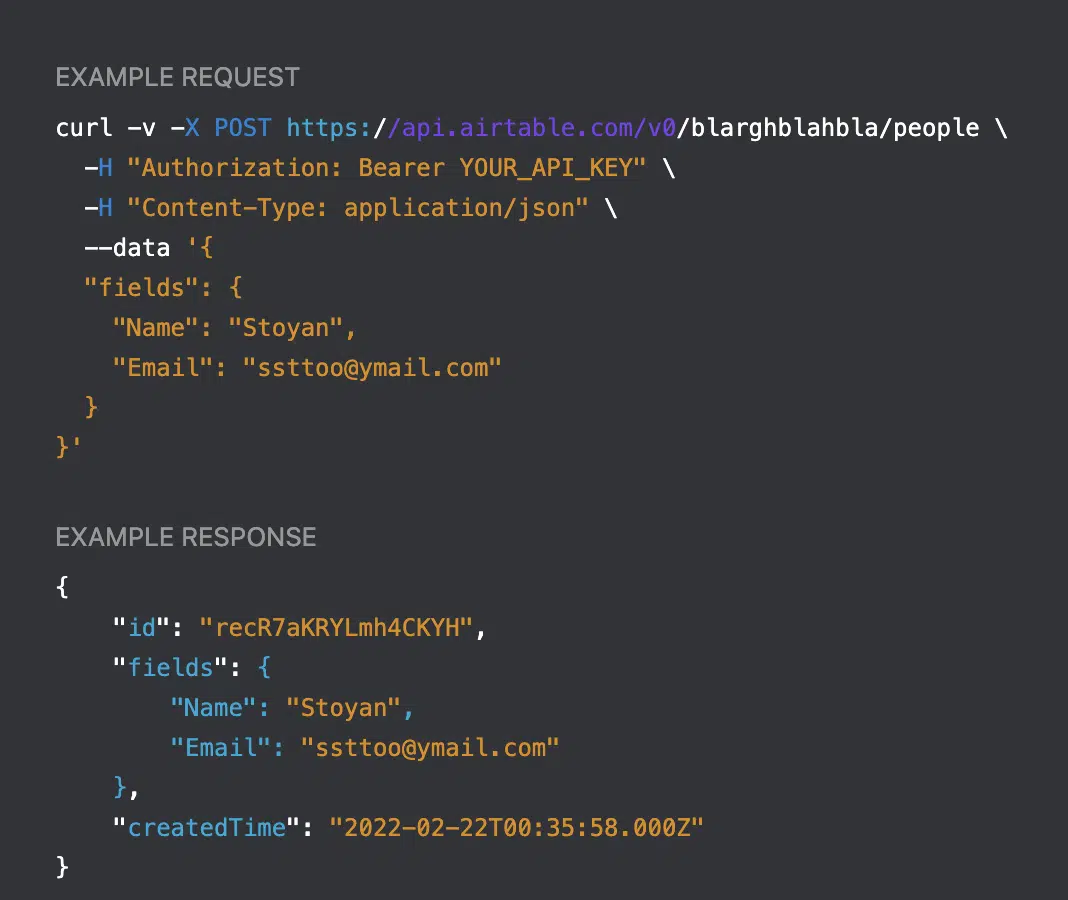 EXAMPLE REQUEST
curl -v -X POST https://api.airtable.com/v0/blarghblahbla/people \
  -H "Authorization: Bearer YOUR_API_KEY" \
  -H "Content-Type: application/json" \
  --data '{
  "fields": {
    "Name": "Stoyan",
    "Email": "ssttoo@ymail.com"
  }
}'
EXAMPLE RESPONSE
{
    "id": "recR7aKRYLmh4CKYH",
    "fields": {
        "Name": "Stoyan",
        "Email": "ssttoo@ymail.com"
    },
    "createdTime": "2022-02-22T00:35:58.000Z"
}